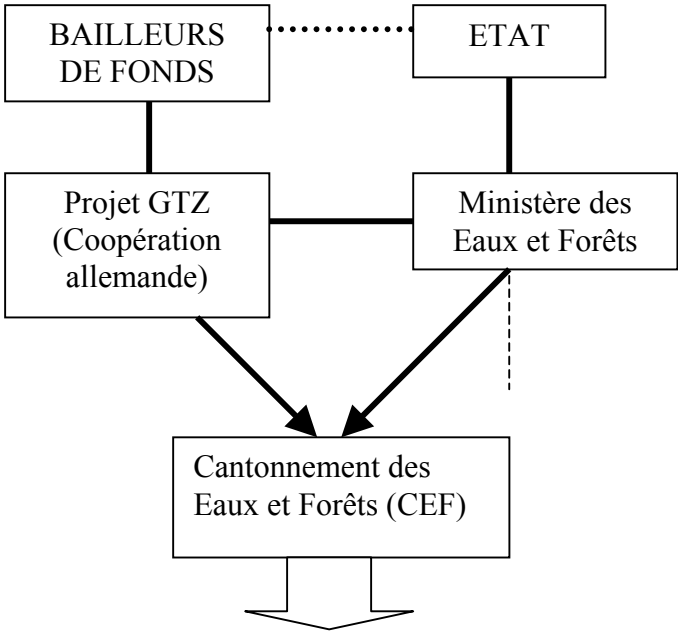 BAILLEURS
DE FONDS
ETAT
Projet GTZ
(Coopération
allemande)
Ministère des
Eaux et Forêts
Cantonnement des
Eaux et Forêts (CEF)